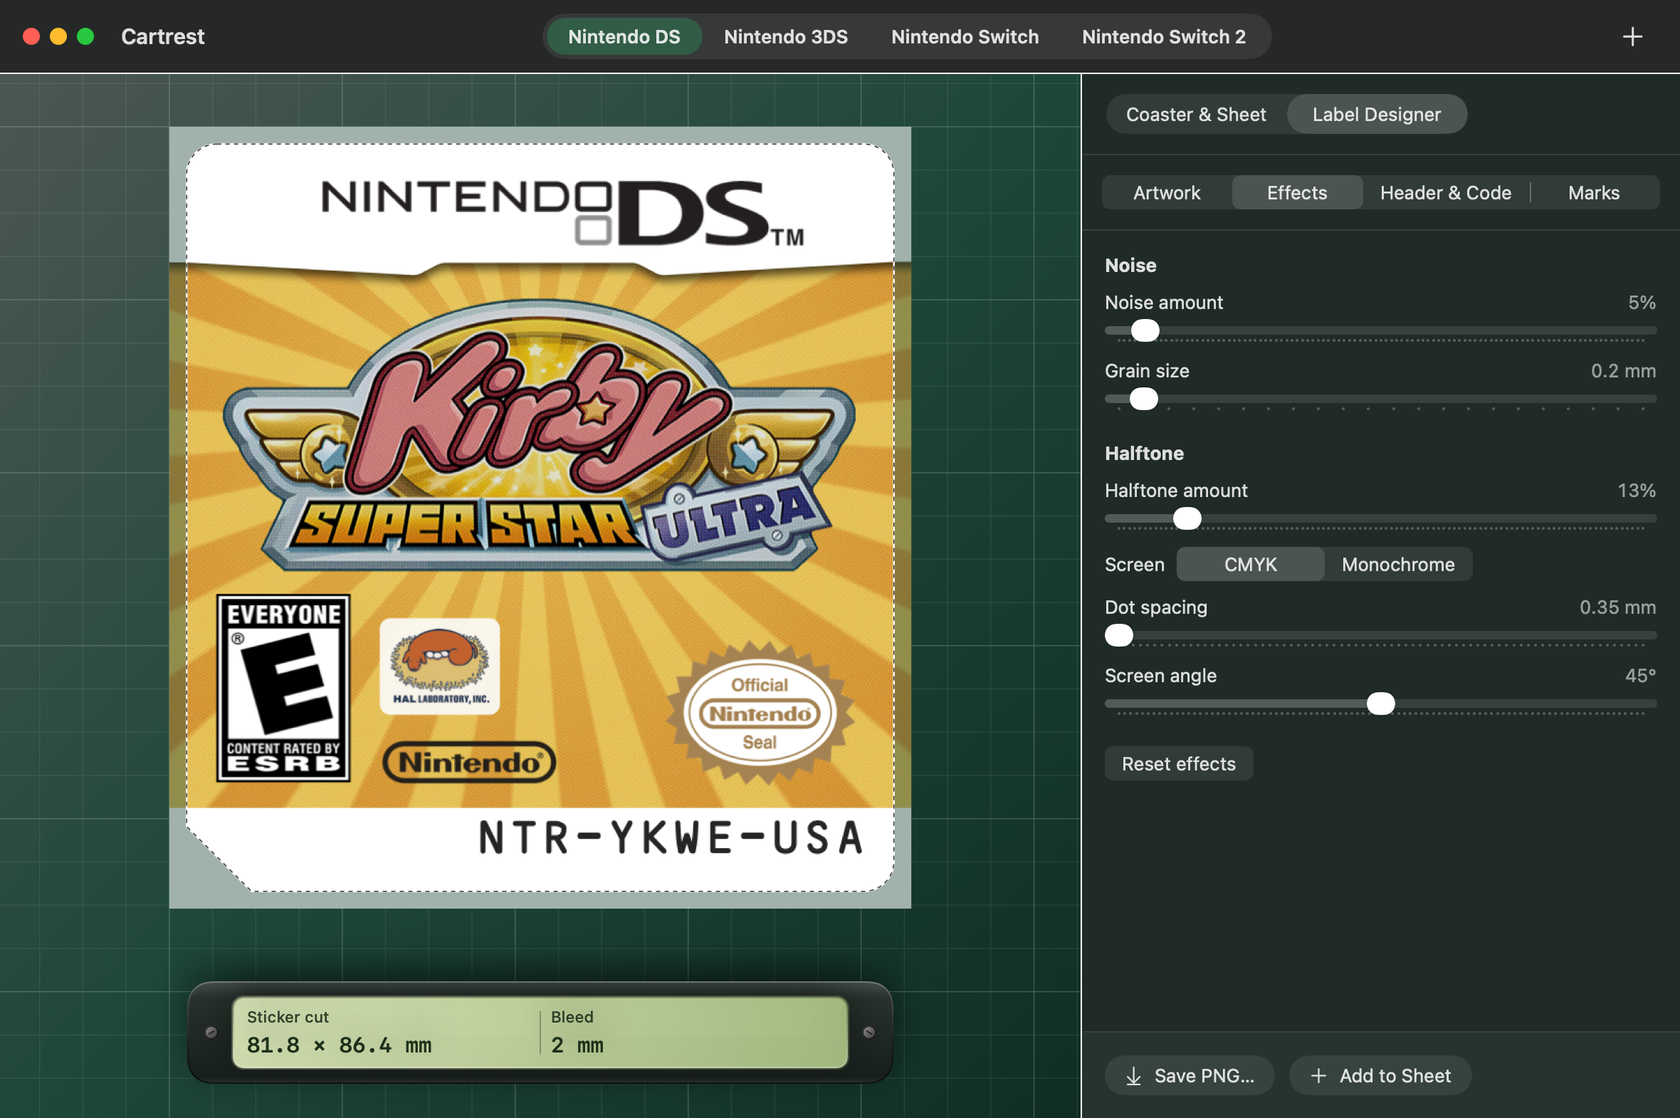 Cartrest
Nintendo DS
Nintendo 3DS
Nintendo Switch
Nintendo Switch 2
Coaster & Sheet
Label Designer
Artwork
Effects
Header & Code
Marks
NINTENDO DS TM
Kirby
SUPER STAR
ULTRA
EVERYONE
®
E
CONTENT RATED BY
ESRB
HAL LABORATORY, INC.
Nintendo®
Official
Nintendo®
Seal
NTR-YKWE-USA
Sticker cut
81.8 × 86.4 mm
Bleed
2 mm
Noise
Noise amount 5%
Grain size 0.2 mm
Halftone
Halftone amount 13%
Screen CMYK Monochrome
Dot spacing 0.35 mm
Screen angle 45°
Reset effects
Save PNG...
Add to Sheet